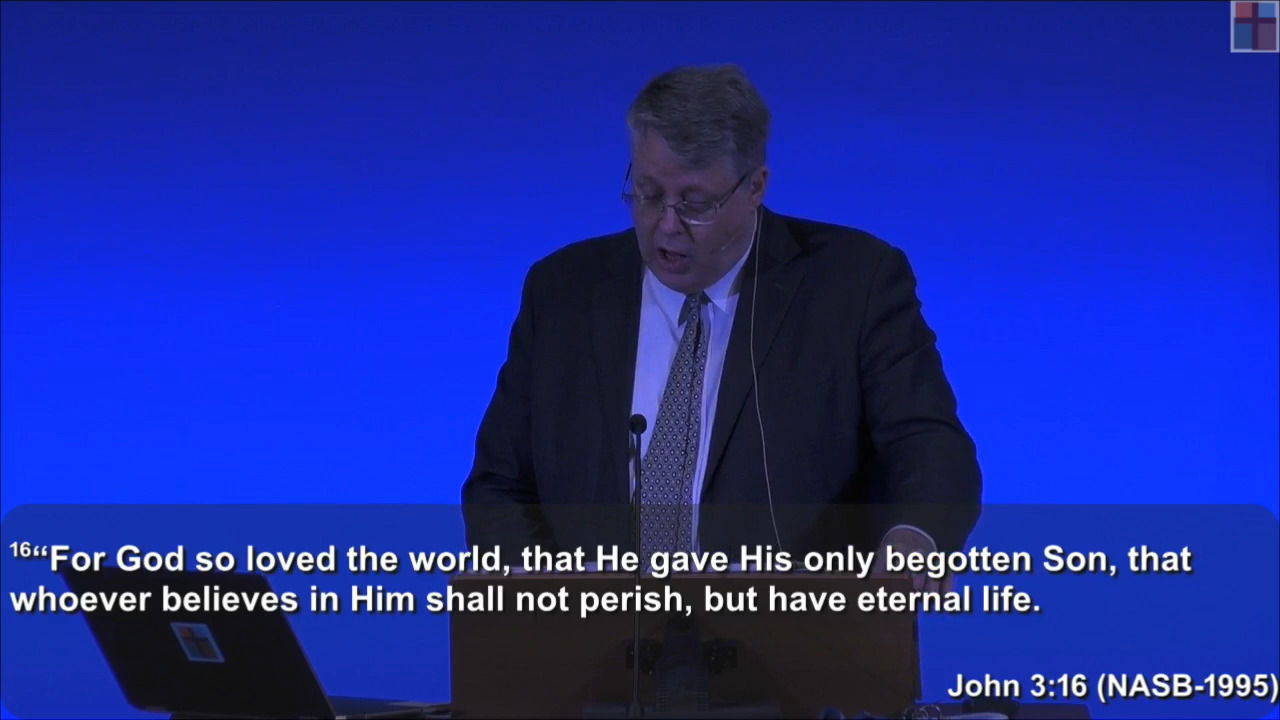 16“For God so loved the world, that He gave His only begotten Son, that
whoever believes in Him shall not perish, but have eternal life.
John 3:16 (NASB-1995)